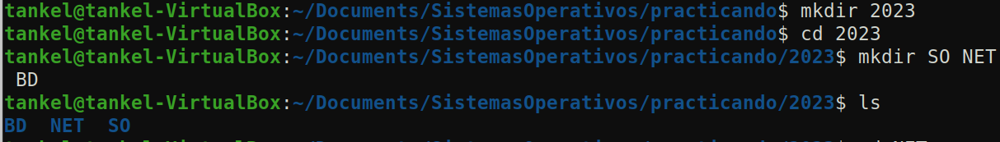 tankel@tankel-VirtualBox:~/Documents/SistemasOperativos/practicando$ mkdir 2023
tankel@tankel-VirtualBox:~/Documents/SistemasOperativos/practicando$ cd 2023
tankel@tankel-VirtualBox:~/Documents/SistemasOperativos/practicando/2023$ mkdir SO NET
 BD
tankel@tankel-VirtualBox:~/Documents/SistemasOperativos/practicando/2023$ ls
BD  NET  SO